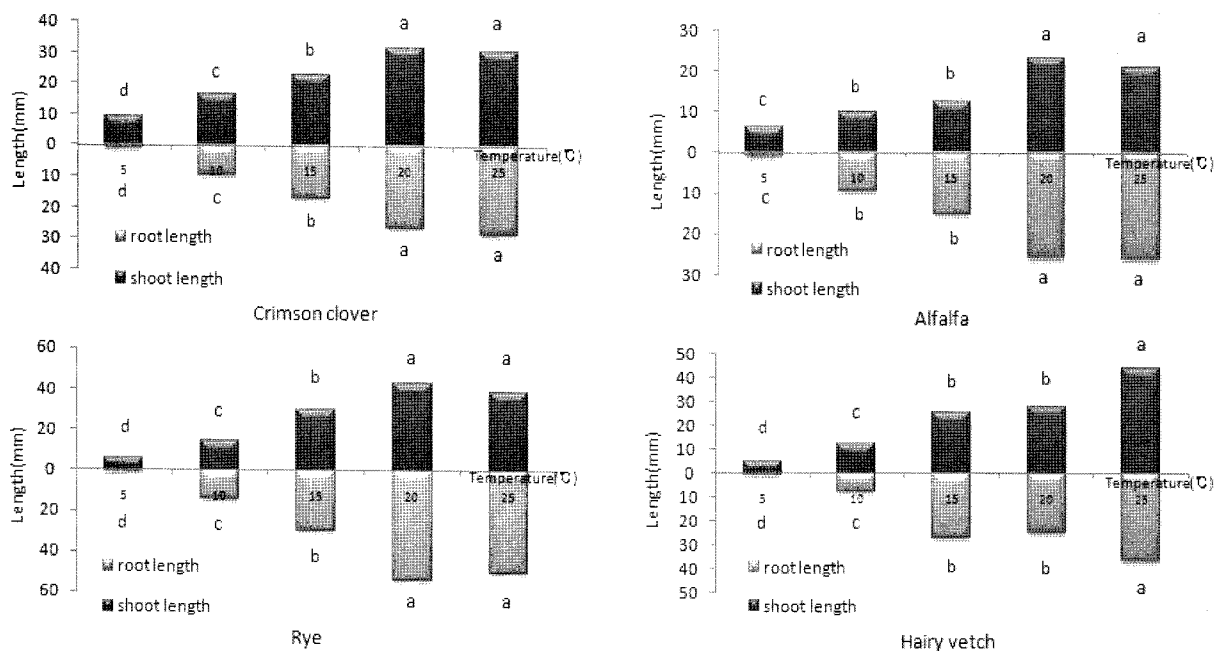 40
30
20
10
0
10
20
30
40
Length(mm)
d c b a a
Temperature(℃)
5 10 15 20 25
d c b a a
root length
shoot length
Crimson clover
30
20
10
0
10
20
30
Length(mm)
c b b a a
Temperature(℃)
5 10 15 20 25
c b b a a
root length
shoot length
Alfalfa
60
40
20
0
20
40
60
Length(mm)
d c b a a
Temperature(℃)
5 10 15 20 25
d c b a a
root length
shoot length
Rye
50
40
30
20
10
0
10
20
30
40
50
Length(mm)
d c b b a
Temperature(℃)
5 10 15 20 25
d c b b a
root length
shoot length
Hairy vetch